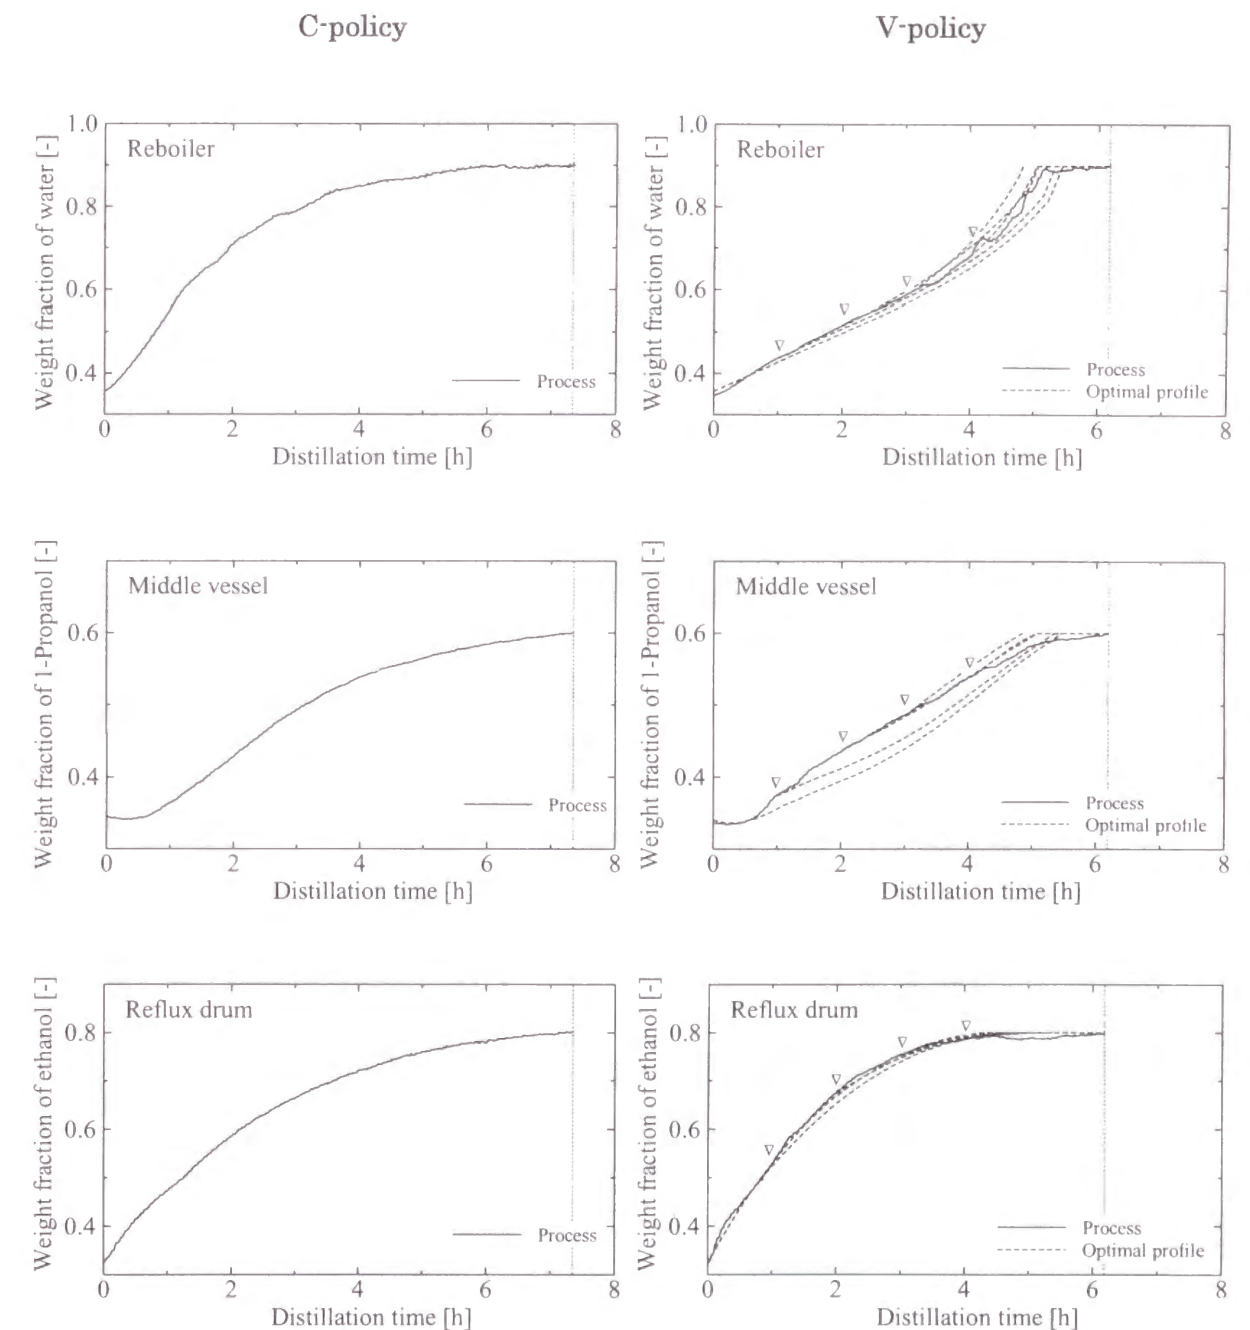 C-policy
V-policy
Weight fraction of water [-]
1.0
0.8
0.6
0.4
Reboiler
Process
0 2 4 6 8
Distillation time [h]
Weight fraction of water [-]
1.0
0.8
0.6
0.4
Reboiler
Process
Optimal profile
0 2 4 6 8
Distillation time [h]
Weight fraction of 1-Propanol [-]
0.6
0.4
Middle vessel
Process
0 2 4 6 8
Distillation time [h]
Weight fraction of 1-Propanol [-]
0.6
0.4
Middle vessel
Process
Optimal profile
0 2 4 6 8
Distillation time [h]
Weight fraction of ethanol [-]
0.8
0.6
0.4
Reflux drum
Process
0 2 4 6 8
Distillation time [h]
Weight fraction of ethanol [-]
0.8
0.6
0.4
Reflux drum
Process
Optimal profile
0 2 4 6 8
Distillation time [h]